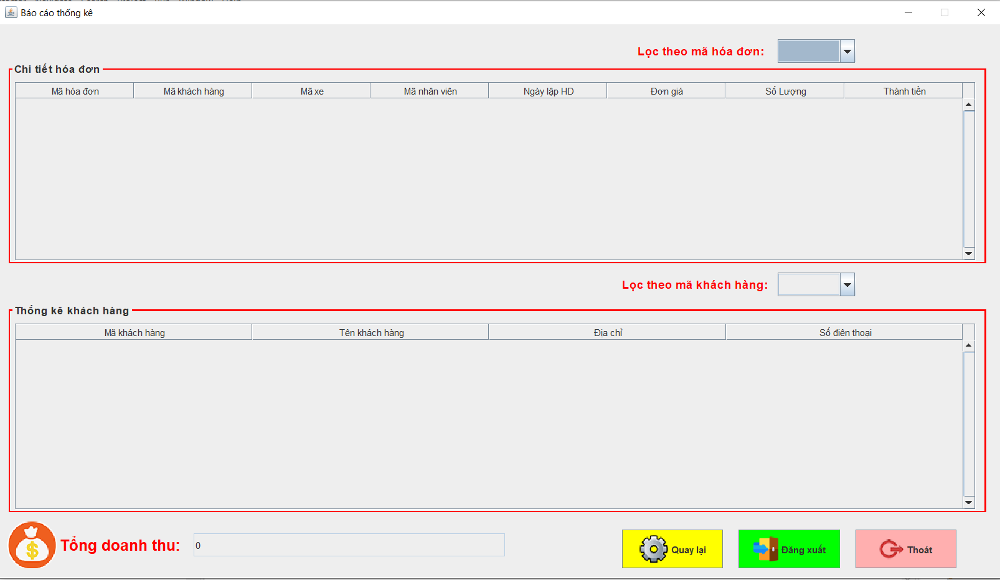 Báo cáo thống kê
Lọc theo mã hóa đơn:
Chi tiết hóa đơn
Mã hóa đơn Mã khách hàng Mã xe Mã nhân viên Ngày lập HD Đơn giá Số Lượng Thành tiền
Lọc theo mã khách hàng:
Thống kê khách hàng
Mã khách hàng Tên khách hàng Địa chỉ Số điên thoại
Tổng doanh thu: 0
Quay lại Đăng xuất Thoát